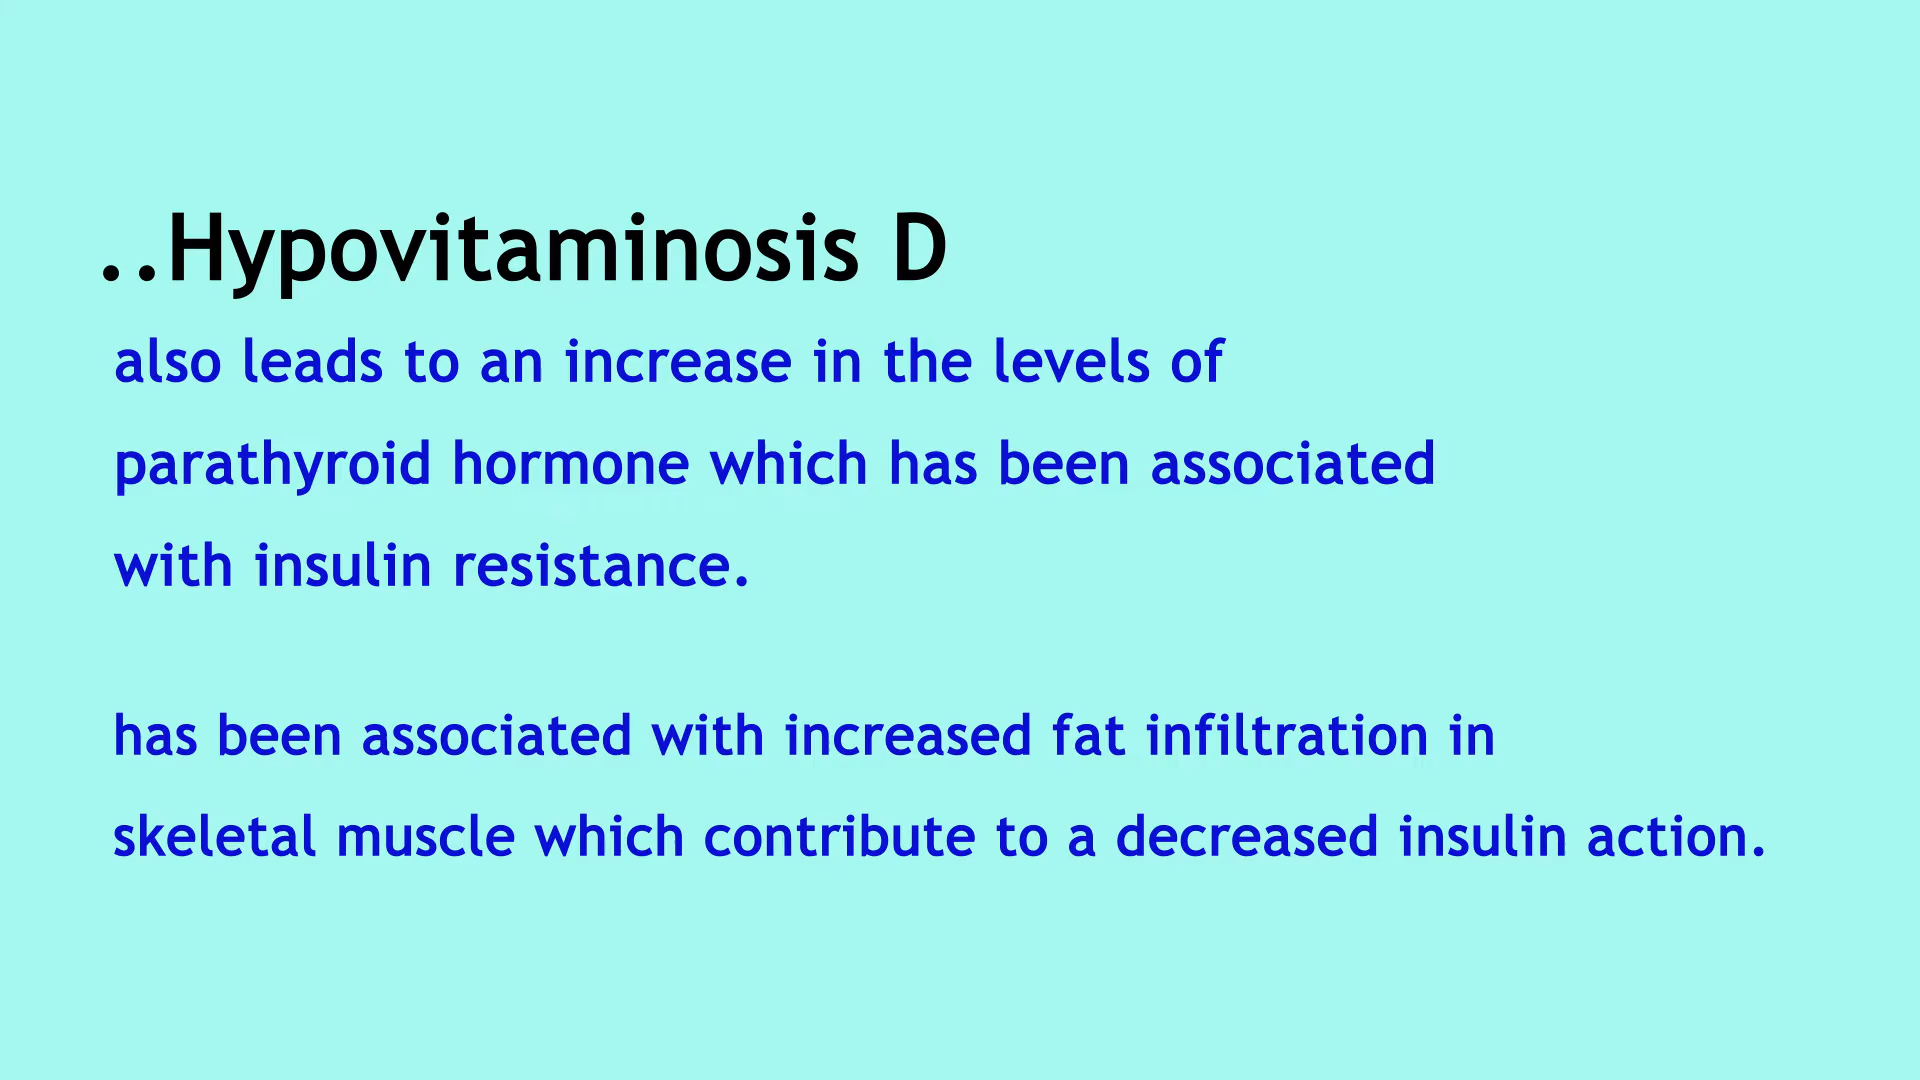 ..Hypovitaminosis D
also leads to an increase in the levels of
parathyroid hormone which has been associated
with insulin resistance.
has been associated with increased fat infiltration in
skeletal muscle which contribute to a decreased insulin action.